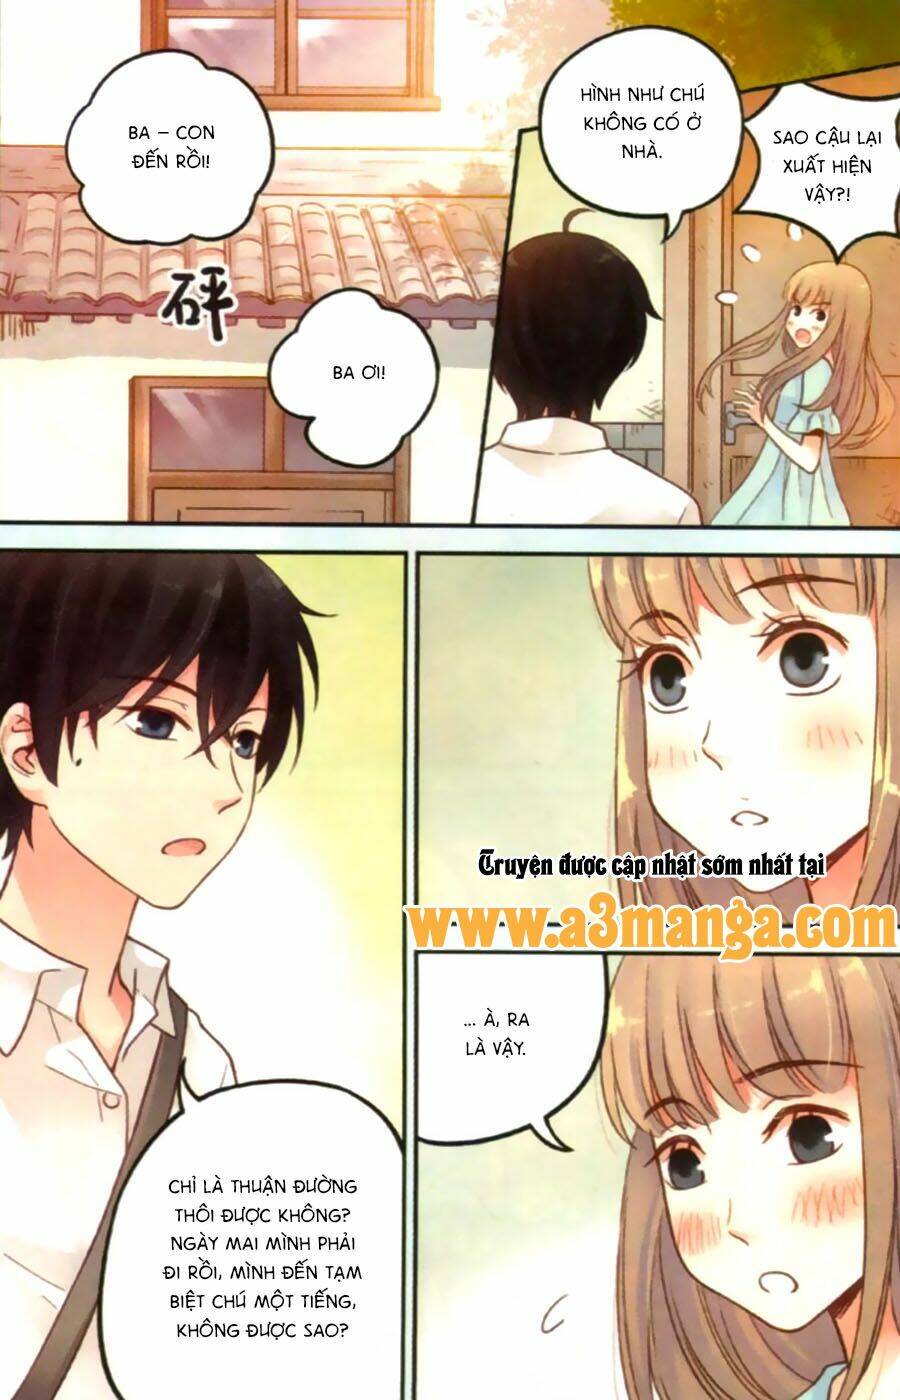 BA – CON
ĐẾN RỒI!
砰
BA ƠI!
HÌNH NHƯ CHÚ
KHÔNG CÓ Ở
NHÀ.
SAO CẬU LẠI
XUẤT HIỆN
VẬY?!
Truyện được cập nhật sớm nhất tại
www.a3manga.com
... À, RA
LÀ VẬY.
CHỈ LÀ THUẬN ĐƯỜNG
THÔI ĐƯỢC KHÔNG?
NGÀY MAI MÌNH PHẢI
ĐI RỒI, MÌNH ĐẾN TẠM
BIỆT CHÚ MỘT TIẾNG,
KHÔNG ĐƯỢC SAO?